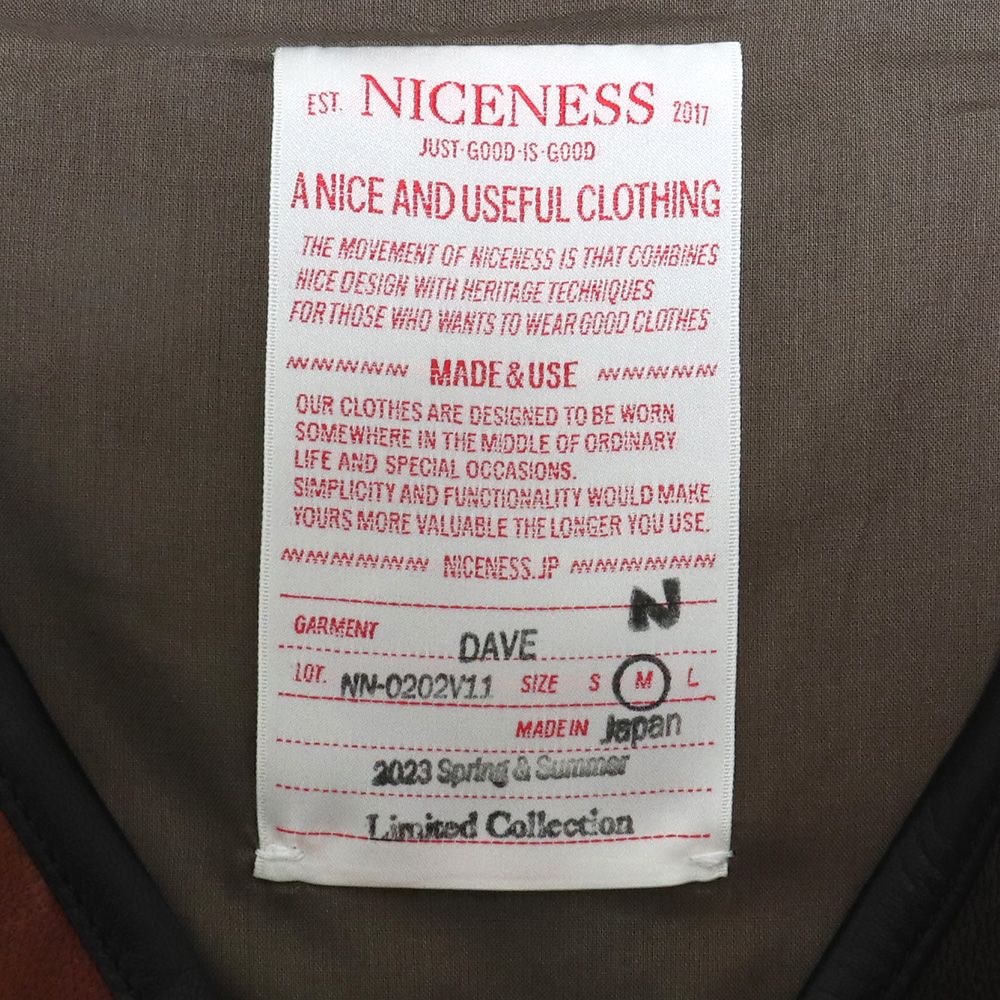 EST. NICENESS 2017
JUST·GOOD·IS·GOOD
A NICE AND USEFUL CLOTHING
THE MOVEMENT OF NICENESS IS THAT COMBINES
NICE DESIGN WITH HERITAGE TECHNIQUES
FOR THOSE WHO WANTS TO WEAR GOOD CLOTHES
MADE & USE
OUR CLOTHES ARE DESIGNED TO BE WORN
SOMEWHERE IN THE MIDDLE OF ORDINARY
LIFE AND SPECIAL OCCASIONS.
SIMPLICITY AND FUNCTIONALITY WOULD MAKE
YOURS MORE VALUABLE THE LONGER YOU USE.
NICENESS.JP
N
GARMENT DAVE
LOT. NN-0202V11 SIZE S M L
MADE IN Japan
2023 Spring & Summer
Limited Collection